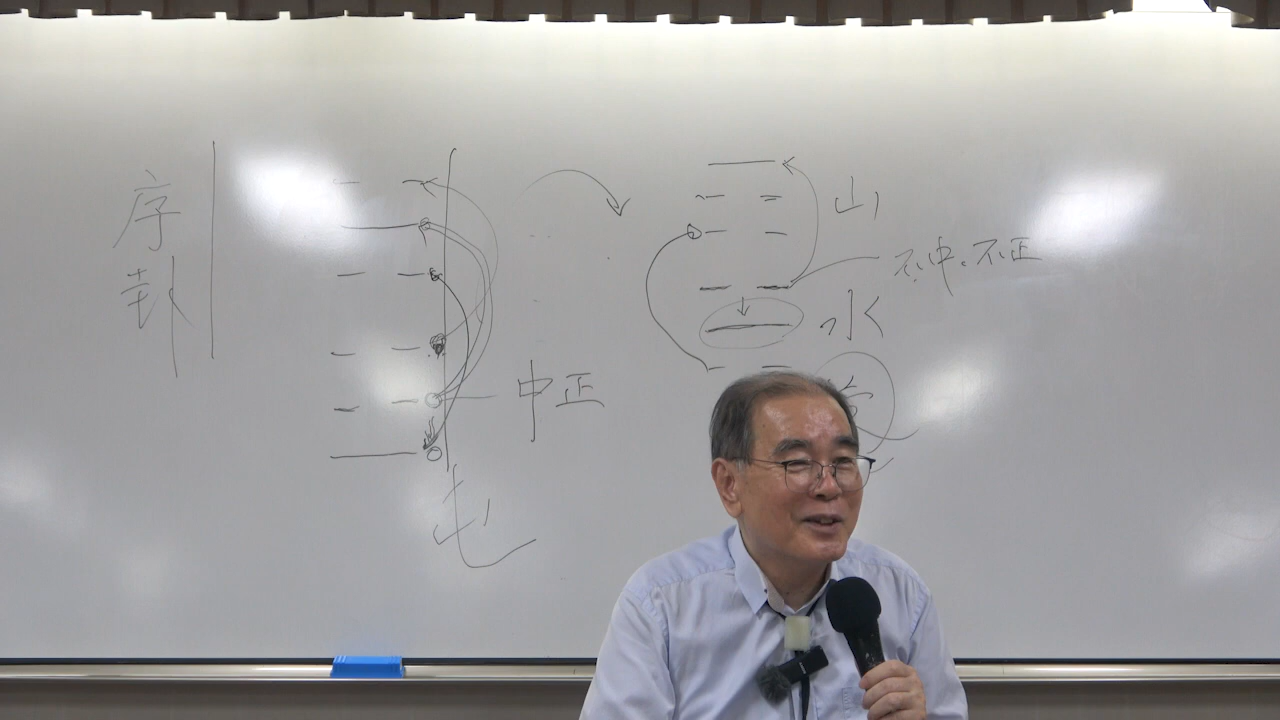 序
卦
屯
中正
山
不中、不正
水